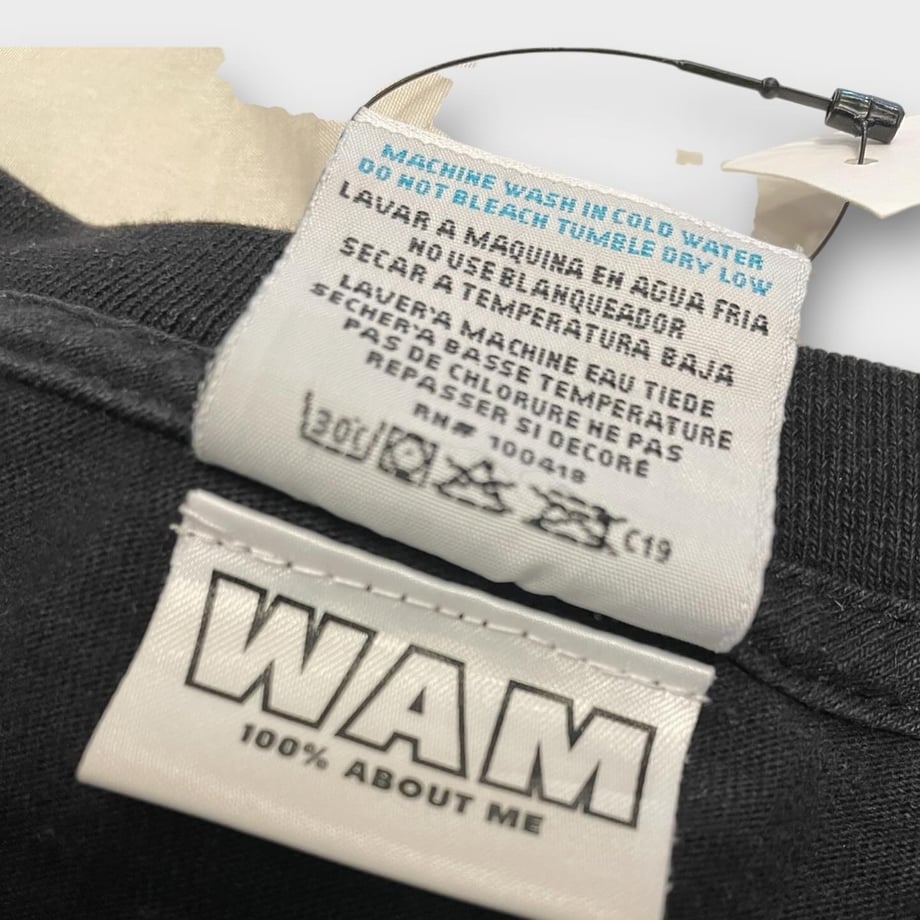 MACHINE WASH IN COLD WATER
DO NOT BLEACH TUMBLE DRY LOW
LAVAR A MAQUINA EN AGUA FRIA
NO USE BLANQUEADOR
SECAR A TEMPERATURA BAJA
LAVER'A MACHINE EAU TIEDE
SECHER'A BASSE TEMPERATURE
PAS DE CHLORURE NE PAS
REPASSER SI DECORÉ
RN# 100418
30°C C19
WAM
100% ABOUT ME